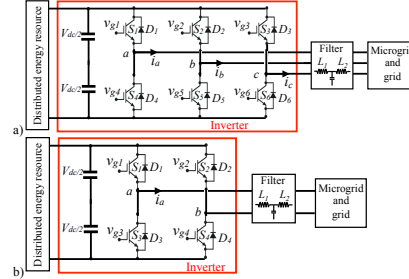 Distributed energy resource
Vdc/2
Vdc/2
vg1 S1 D1
vg2 S2 D2
vg3 S3 D3
a ia
b ib
c ic
vg4 S4 D4
vg5 S5 D5
vg6 S6 D6
Inverter
Filter
L1 L2
Microgrid
and
grid
a)
Distributed energy resource
Vdc/2
Vdc/2
vg1 S1 D1
vg2 S2 D2
a ia
b
vg3 S3 D3
vg4 S4 D4
Inverter
Filter
L1 L2
Microgrid
and
grid
b)